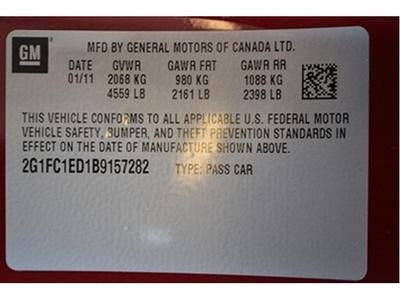 GM
MFD BY GENERAL MOTORS OF CANADA LTD.
DATE GVWR GAWR FRT GAWR RR
01/11 2068 KG 980 KG 1088 KG
4559 LB 2161 LB 2398 LB
THIS VEHICLE CONFORMS TO ALL APPLICABLE U.S. FEDERAL MOTOR
VEHICLE SAFETY, BUMPER, AND THEFT PREVENTION STANDARDS IN
EFFECT ON THE DATE OF MANUFACTURE SHOWN ABOVE.
2G1FC1ED1B9157282 TYPE: PASS CAR